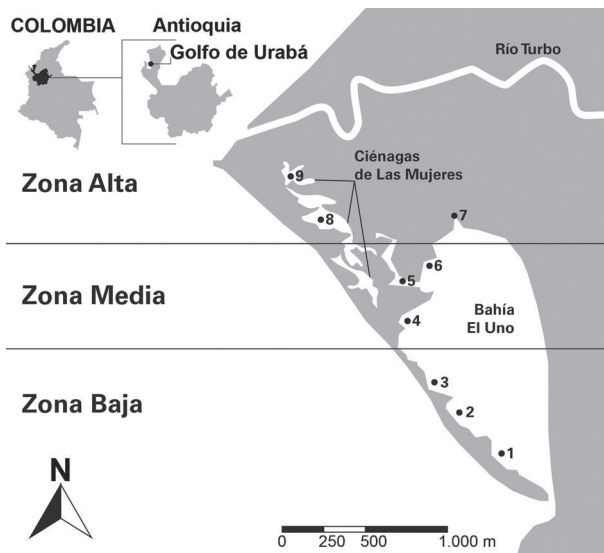 COLOMBIA
Antioquia
Golfo de Urabá
Río Turbo
Zona Alta
Ciénagas
de Las Mujeres
9
8
7
Zona Media
6
5
4
Bahía
El Uno
Zona Baja
3
2
1
N
0 250 500 1.000 m